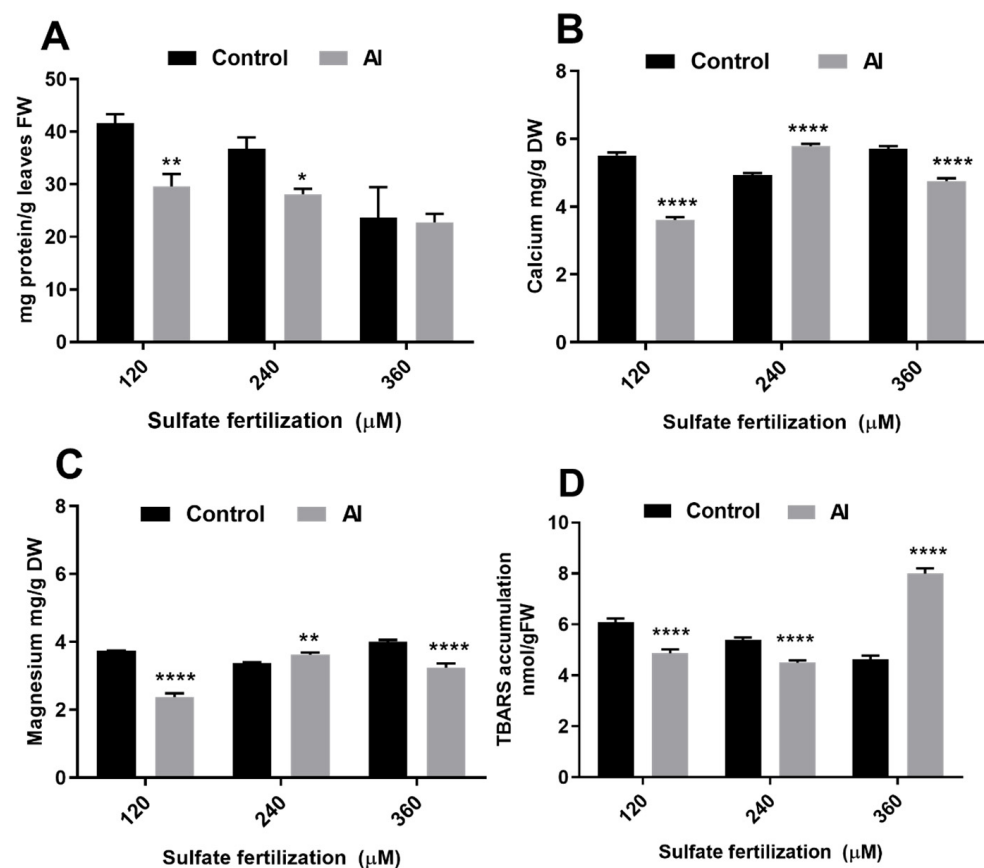 A
Control Al
mg protein/g leaves FW
50
40
30
20
10
0
**
*
120 240 360
Sulfate fertilization (μM)
B
Control Al
Calcium mg/g DW
8
6
4
2
0
****
****
****
120 240 360
Sulfate fertilization (μM)
C
Control Al
Magnesium mg/g DW
8
6
4
2
0
****
**
****
120 240 360
Sulfate fertilization (μM)
D
Control Al
TBARS accumulation
nmol/gFW
10
8
6
4
2
0
****
****
****
120 240 360
Sulfate fertilization (μM)